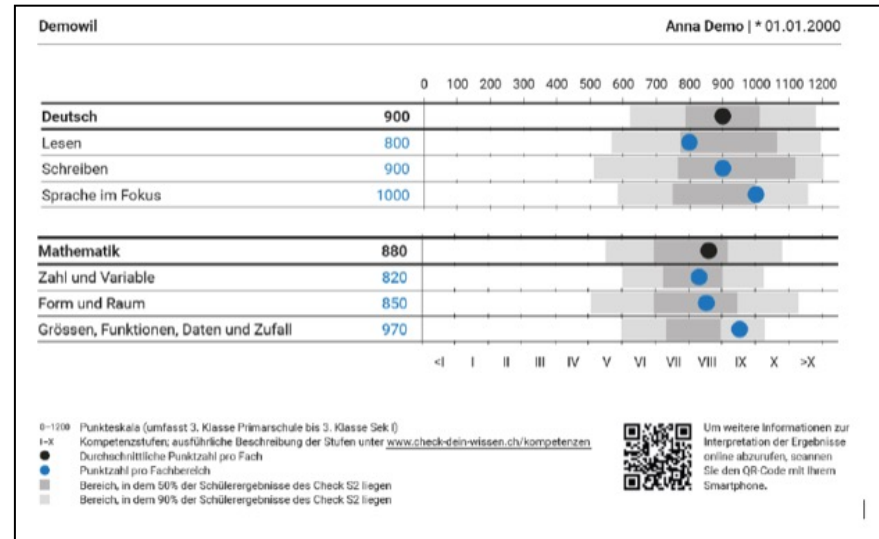 Demowil Anna Demo | * 01.01.2000
0 100 200 300 400 500 600 700 800 900 1000 1100 1200
Deutsch 900
Lesen 800
Schreiben 900
Sprache im Fokus 1000
Mathematik 880
Zahl und Variable 820
Form und Raum 850
Grössen, Funktionen, Daten und Zufall 970
<I I II III IV V VI VII VIII IX X >X
0–1200 Punkteskala (umfasst 3. Klasse Primarschule bis 3. Klasse Sek I)
I–X Kompetenzstufen; ausführliche Beschreibung der Stufen unter www.check-dein-wissen.ch/kompetenzen
Durchschnittliche Punktzahl pro Fach
Punktzahl pro Fachbereich
Bereich, in dem 50% der Schülerergebnisse des Check S2 liegen
Bereich, in dem 90% der Schülerergebnisse des Check S2 liegen
Um weitere Informationen zur
Interpretation der Ergebnisse
online abzurufen, scannen
Sie den QR-Code mit Ihrem
Smartphone.